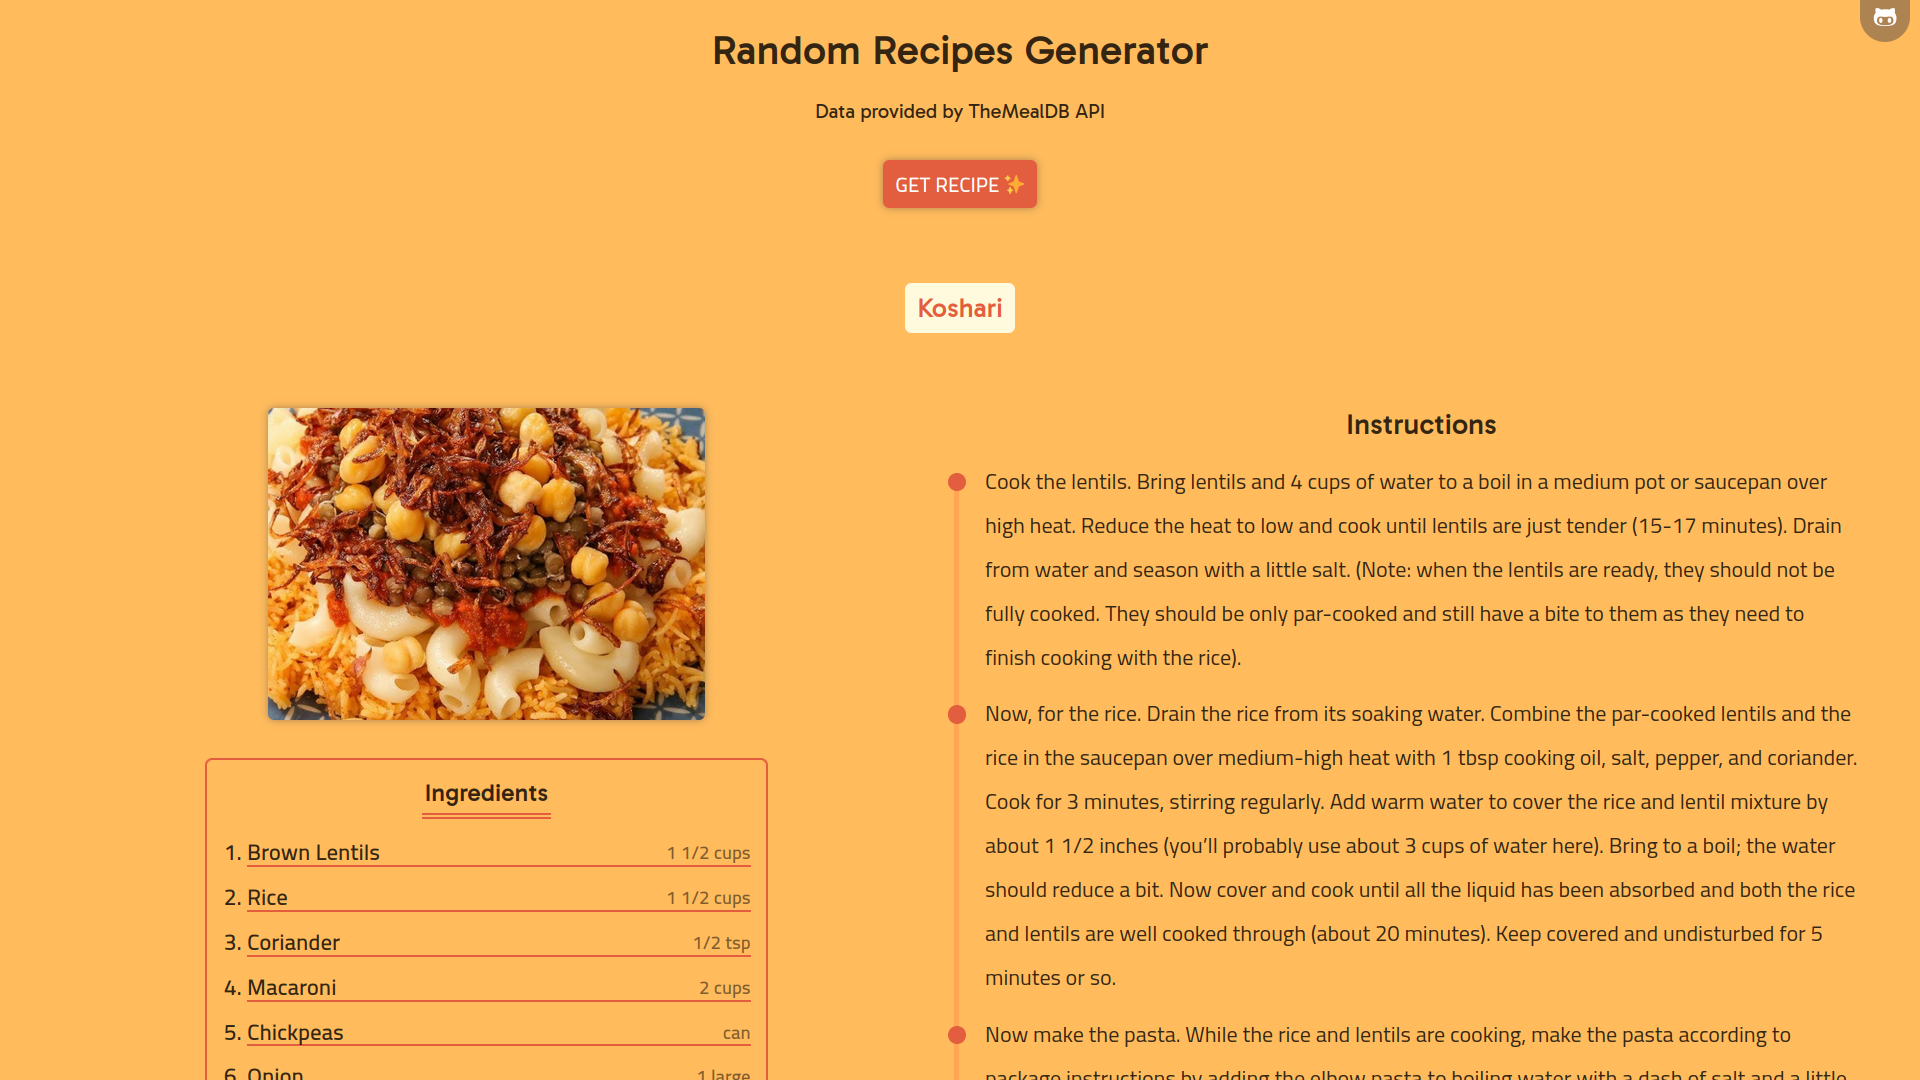 Random Recipes Generator
Data provided by TheMealDB API
GET RECIPE ✨
Koshari
Ingredients
1. Brown Lentils 1 1/2 cups
2. Rice 1 1/2 cups
3. Coriander 1/2 tsp
4. Macaroni 2 cups
5. Chickpeas can
6. Onion 1 large
Instructions
Cook the lentils. Bring lentils and 4 cups of water to a boil in a medium pot or saucepan over
high heat. Reduce the heat to low and cook until lentils are just tender (15-17 minutes). Drain
from water and season with a little salt. (Note: when the lentils are ready, they should not be
fully cooked. They should be only par-cooked and still have a bite to them as they need to
finish cooking with the rice).
Now, for the rice. Drain the rice from its soaking water. Combine the par-cooked lentils and the
rice in the saucepan over medium-high heat with 1 tbsp cooking oil, salt, pepper, and coriander.
Cook for 3 minutes, stirring regularly. Add warm water to cover the rice and lentil mixture by
about 1 1/2 inches (you’ll probably use about 3 cups of water here). Bring to a boil; the water
should reduce a bit. Now cover and cook until all the liquid has been absorbed and both the rice
and lentils are well cooked through (about 20 minutes). Keep covered and undisturbed for 5
minutes or so.
Now make the pasta. While the rice and lentils are cooking, make the pasta according to
package instructions by adding the elbow pasta to boiling water with a dash of salt and a little